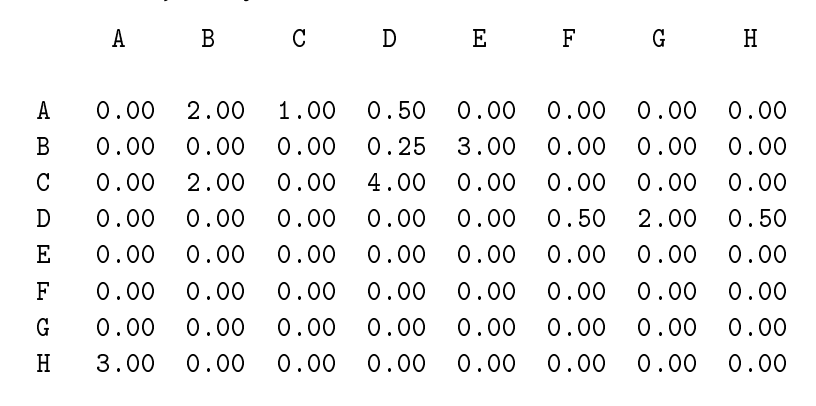 A B C D E F G H
A 0.00 2.00 1.00 0.50 0.00 0.00 0.00 0.00
B 0.00 0.00 0.00 0.25 3.00 0.00 0.00 0.00
C 0.00 2.00 0.00 4.00 0.00 0.00 0.00 0.00
D 0.00 0.00 0.00 0.00 0.00 0.50 2.00 0.50
E 0.00 0.00 0.00 0.00 0.00 0.00 0.00 0.00
F 0.00 0.00 0.00 0.00 0.00 0.00 0.00 0.00
G 0.00 0.00 0.00 0.00 0.00 0.00 0.00 0.00
H 3.00 0.00 0.00 0.00 0.00 0.00 0.00 0.00